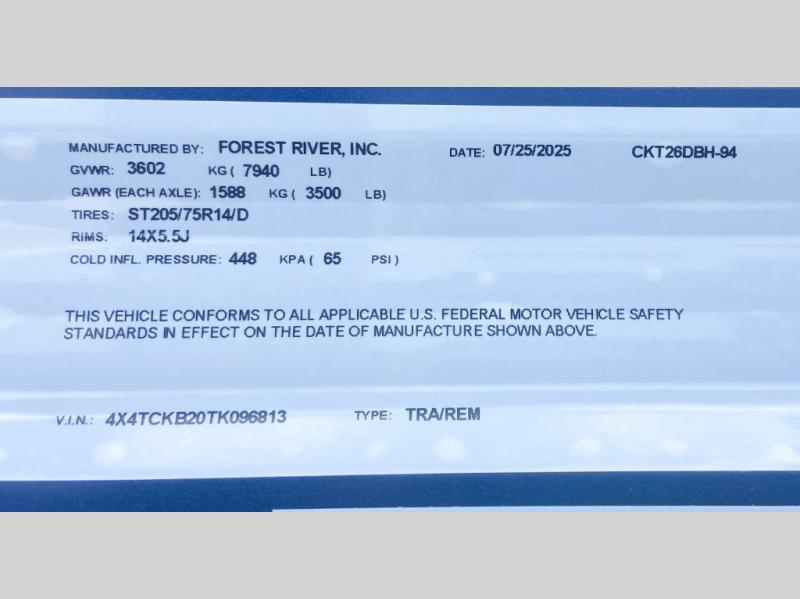 MANUFACTURED BY: FOREST RIVER, INC. DATE: 07/25/2025 CKT26DBH-94
GVWR: 3602 KG ( 7940 LB)
GAWR (EACH AXLE): 1588 KG ( 3500 LB)
TIRES: ST205/75R14/D
RIMS: 14X5.5J
COLD INFL. PRESSURE: 448 KPA ( 65 PSI )
THIS VEHICLE CONFORMS TO ALL APPLICABLE U.S. FEDERAL MOTOR VEHICLE SAFETY
STANDARDS IN EFFECT ON THE DATE OF MANUFACTURE SHOWN ABOVE.
V.I.N.: 4X4TCKB20TK096813 TYPE: TRA/REM